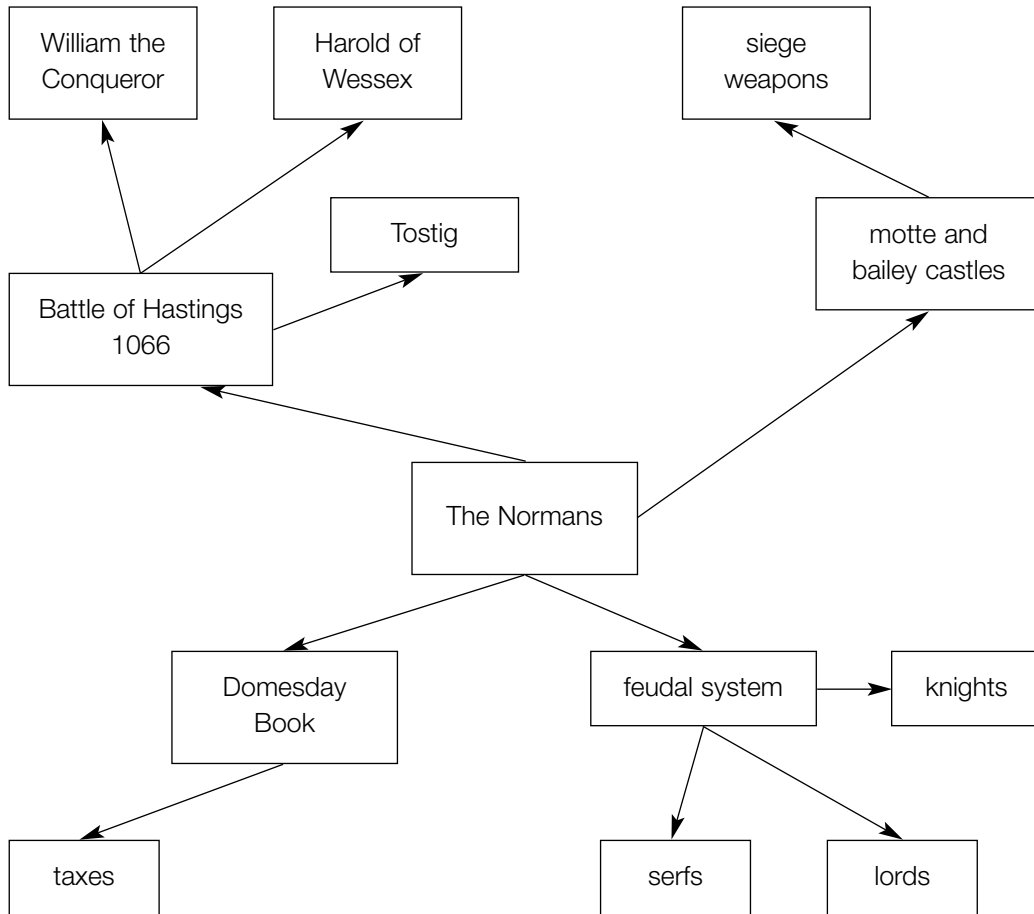 William the
Conqueror
Harold of
Wessex
siege
weapons
Tostig
motte and
bailey castles
Battle of Hastings
1066
The Normans
Domesday
Book
feudal system
knights
taxes
serfs
lords